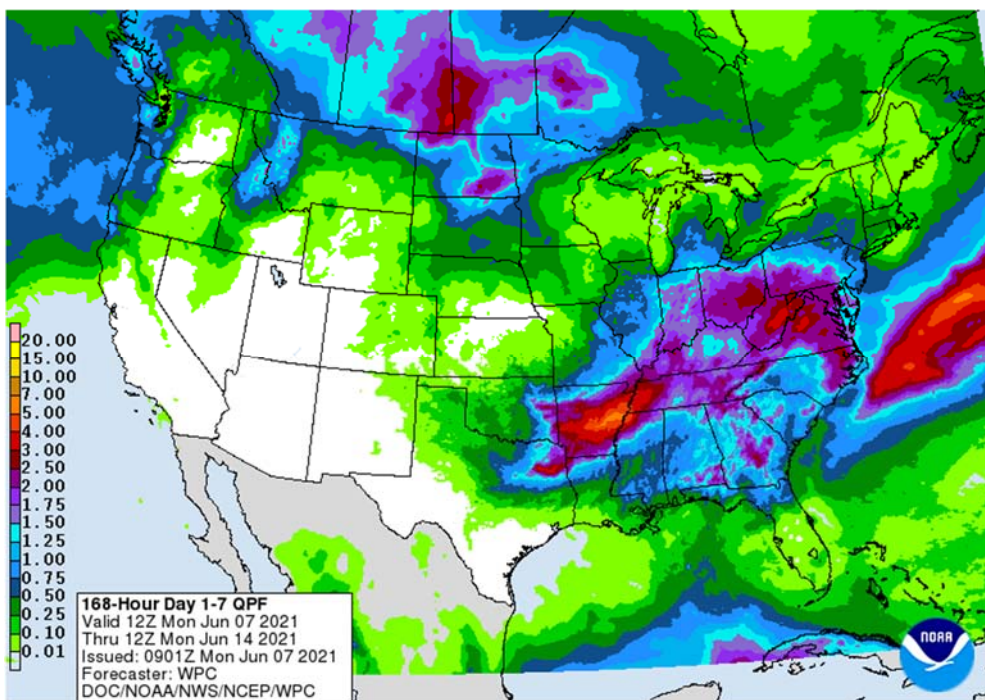 20.00
15.00
10.00
7.00
5.00
4.00
3.00
2.50
2.00
1.75
1.50
1.25
1.00
0.75
0.50
0.25
0.10
0.01
168-Hour Day 1-7 QPF
Valid 12Z Mon Jun 07 2021
Thru 12Z Mon Jun 14 2021
Issued: 0901Z Mon Jun 07 2021
Forecaster: WPC
DOC/NOAA/NWS/NCEP/WPC
NOAA